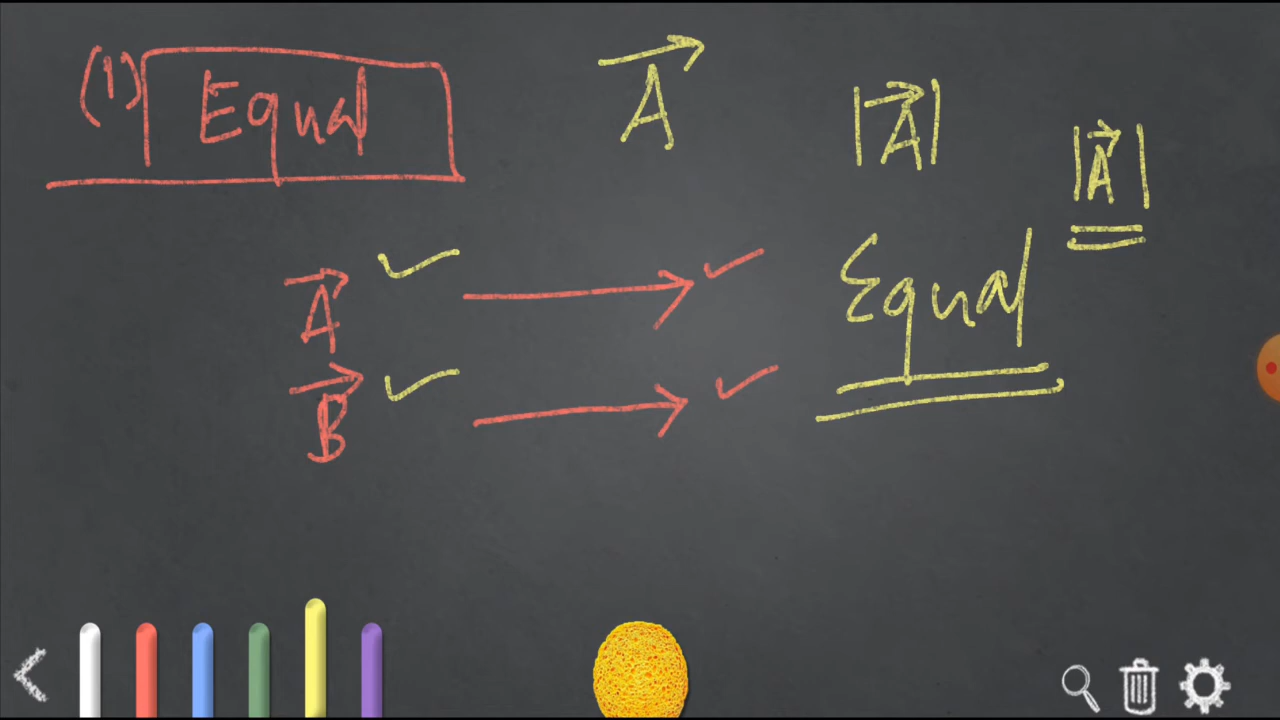 (1) Equal
A⃗
|A⃗|
|A⃗|
A⃗ ✓ → ✓
Equal
B⃗ ✓ → ✓